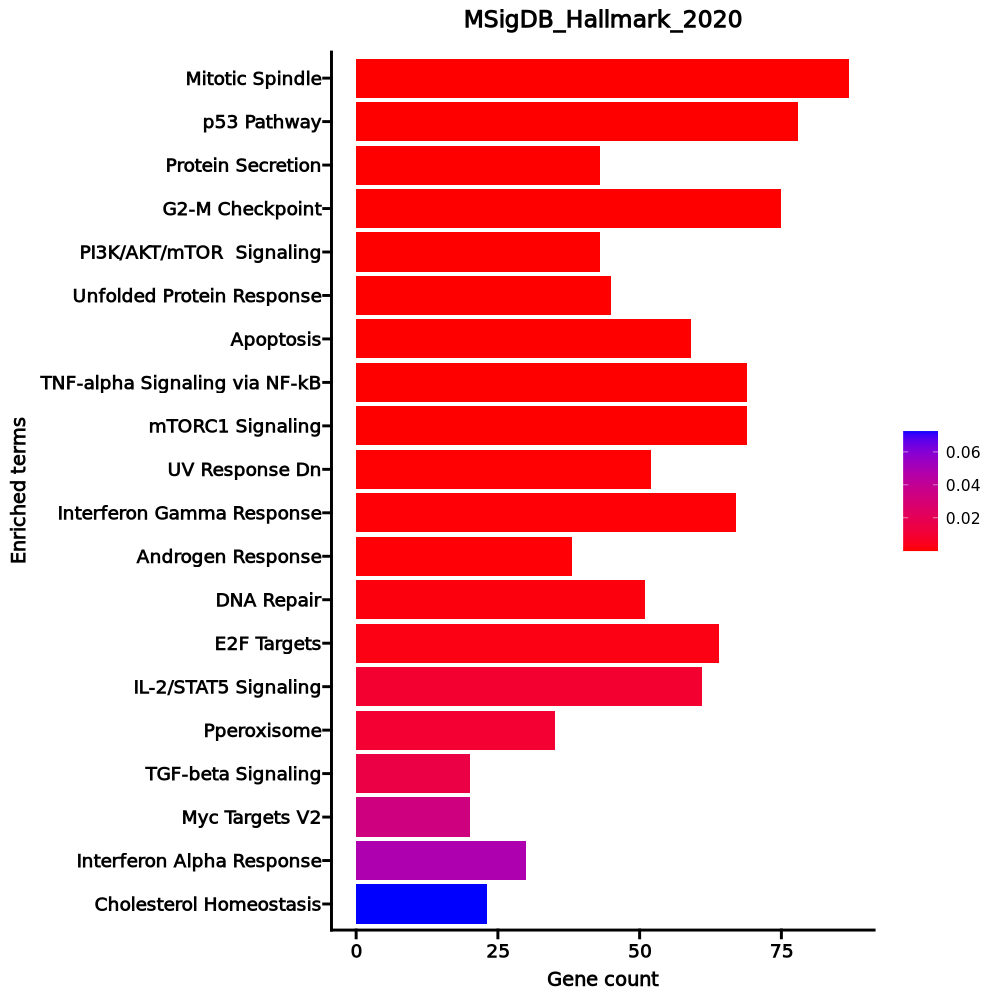 MSigDB_Hallmark_2020
Mitotic Spindle
p53 Pathway
Protein Secretion
G2-M Checkpoint
PI3K/AKT/mTOR  Signaling
Unfolded Protein Response
Apoptosis
TNF-alpha Signaling via NF-kB
mTORC1 Signaling
UV Response Dn
Interferon Gamma Response
Androgen Response
DNA Repair
E2F Targets
IL-2/STAT5 Signaling
Pperoxisome
TGF-beta Signaling
Myc Targets V2
Interferon Alpha Response
Cholesterol Homeostasis
Enriched terms
0 25 50 75
Gene count
0.06
0.04
0.02